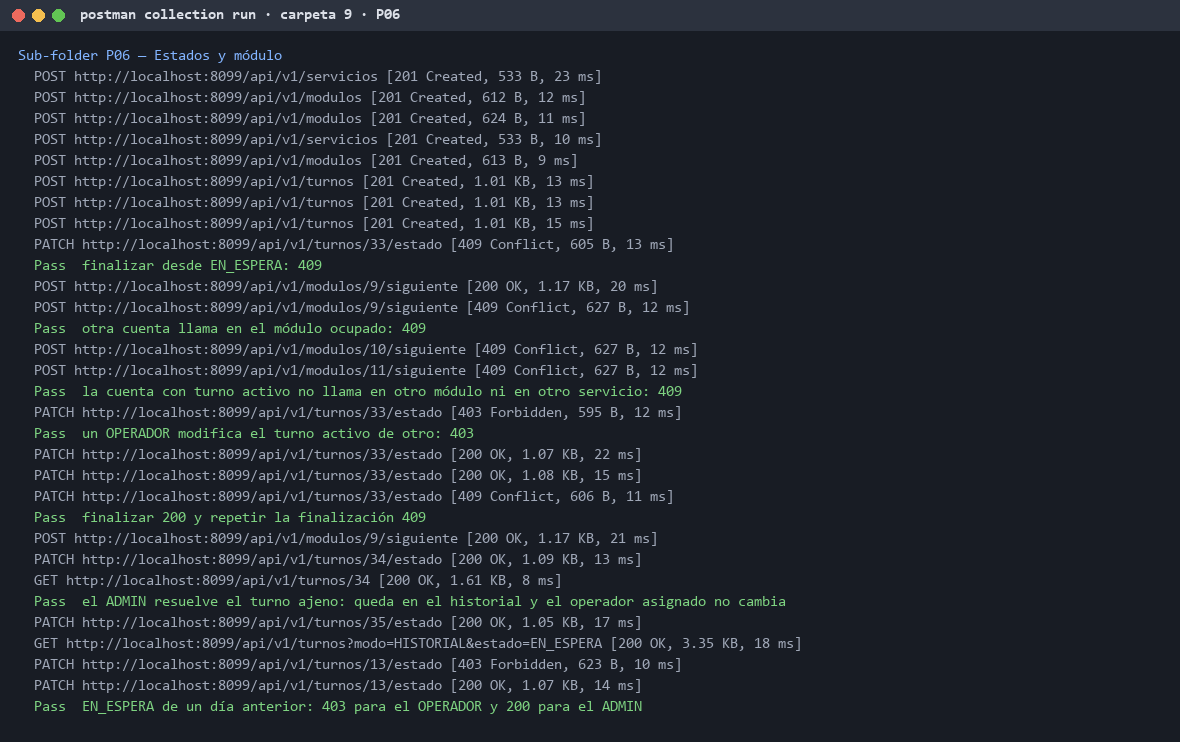 postman collection run · carpeta 9 · P06
Sub-folder P06 — Estados y módulo
POST http://localhost:8099/api/v1/servicios [201 Created, 533 B, 23 ms]
POST http://localhost:8099/api/v1/modulos [201 Created, 612 B, 12 ms]
POST http://localhost:8099/api/v1/modulos [201 Created, 624 B, 11 ms]
POST http://localhost:8099/api/v1/servicios [201 Created, 533 B, 10 ms]
POST http://localhost:8099/api/v1/modulos [201 Created, 613 B, 9 ms]
POST http://localhost:8099/api/v1/turnos [201 Created, 1.01 KB, 13 ms]
POST http://localhost:8099/api/v1/turnos [201 Created, 1.01 KB, 13 ms]
POST http://localhost:8099/api/v1/turnos [201 Created, 1.01 KB, 15 ms]
PATCH http://localhost:8099/api/v1/turnos/33/estado [409 Conflict, 605 B, 13 ms]
Pass  finalizar desde EN_ESPERA: 409
POST http://localhost:8099/api/v1/modulos/9/siguiente [200 OK, 1.17 KB, 20 ms]
POST http://localhost:8099/api/v1/modulos/9/siguiente [409 Conflict, 627 B, 12 ms]
Pass  otra cuenta llama en el módulo ocupado: 409
POST http://localhost:8099/api/v1/modulos/10/siguiente [409 Conflict, 627 B, 12 ms]
POST http://localhost:8099/api/v1/modulos/11/siguiente [409 Conflict, 627 B, 12 ms]
Pass  la cuenta con turno activo no llama en otro módulo ni en otro servicio: 409
PATCH http://localhost:8099/api/v1/turnos/33/estado [403 Forbidden, 595 B, 12 ms]
Pass  un OPERADOR modifica el turno activo de otro: 403
PATCH http://localhost:8099/api/v1/turnos/33/estado [200 OK, 1.07 KB, 22 ms]
PATCH http://localhost:8099/api/v1/turnos/33/estado [200 OK, 1.08 KB, 15 ms]
PATCH http://localhost:8099/api/v1/turnos/33/estado [409 Conflict, 606 B, 11 ms]
Pass  finalizar 200 y repetir la finalización 409
POST http://localhost:8099/api/v1/modulos/9/siguiente [200 OK, 1.17 KB, 21 ms]
PATCH http://localhost:8099/api/v1/turnos/34/estado [200 OK, 1.09 KB, 13 ms]
GET http://localhost:8099/api/v1/turnos/34 [200 OK, 1.61 KB, 8 ms]
Pass  el ADMIN resuelve el turno ajeno: queda en el historial y el operador asignado no cambia
PATCH http://localhost:8099/api/v1/turnos/35/estado [200 OK, 1.05 KB, 17 ms]
GET http://localhost:8099/api/v1/turnos?modo=HISTORIAL&estado=EN_ESPERA [200 OK, 3.35 KB, 18 ms]
PATCH http://localhost:8099/api/v1/turnos/13/estado [403 Forbidden, 623 B, 10 ms]
PATCH http://localhost:8099/api/v1/turnos/13/estado [200 OK, 1.07 KB, 14 ms]
Pass  EN_ESPERA de un día anterior: 403 para el OPERADOR y 200 para el ADMIN